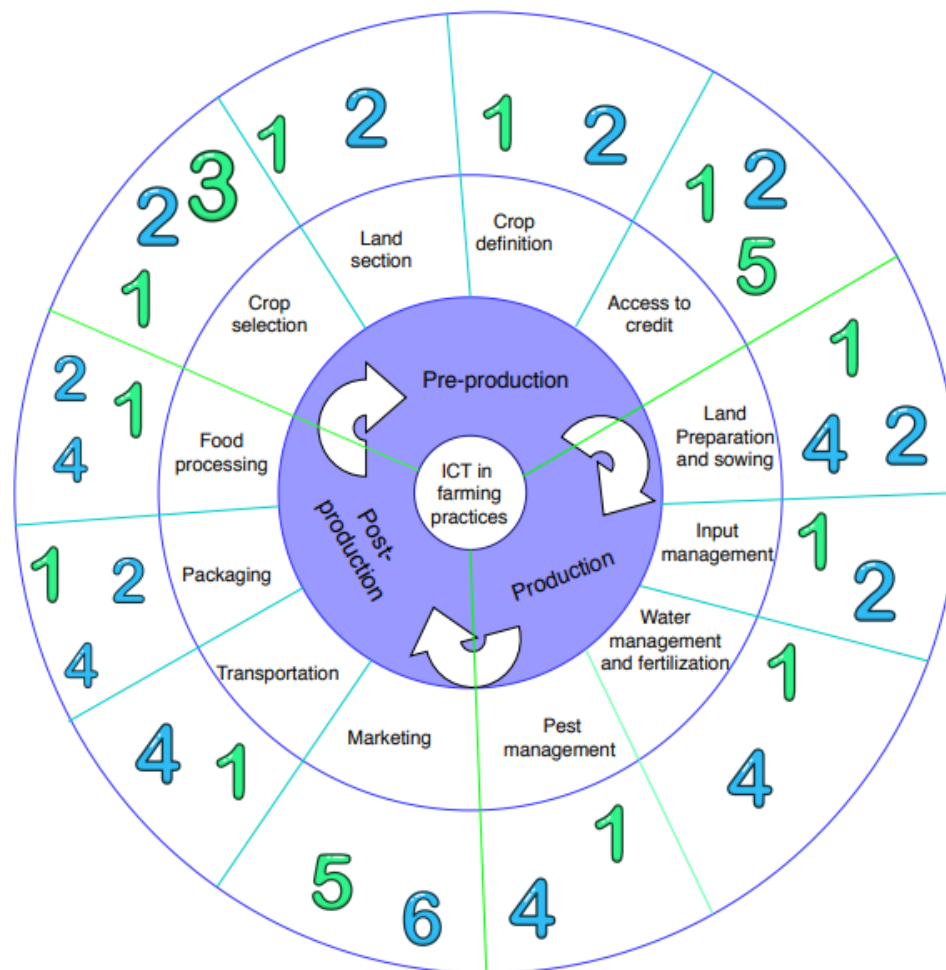 1
2
1
2
1
2
5
2
3
1
Land
section
Crop
definition
Crop
selection
Access to
credit
1
4
2
2
1
4
Pre-production
Food
processing
ICT in
farming
practices
Land
Preparation
and sowing
1
2
4
Packaging
Post-
production
Production
Input
management
1
2
Transportation
Water
management
and fertilization
1
4
4
1
Marketing
Pest
management
5
6
4
1